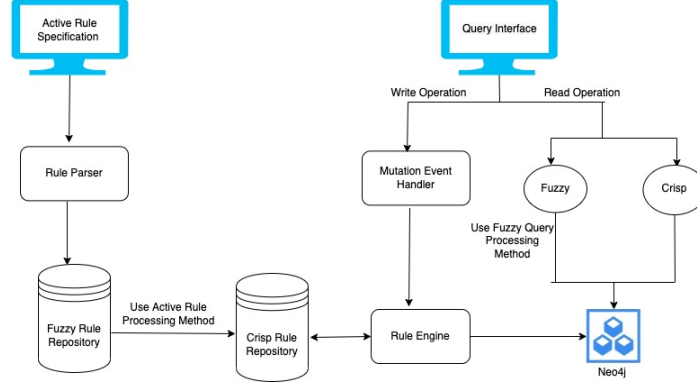 Active Rule
Specification
Query Interface
Write Operation
Read Operation
Rule Parser
Mutation Event
Handler
Fuzzy
Crisp
Use Fuzzy Query
Processing
Method
Fuzzy Rule
Repository
Use Active Rule
Processing Method
Crisp Rule
Repository
Rule Engine
Neo4j